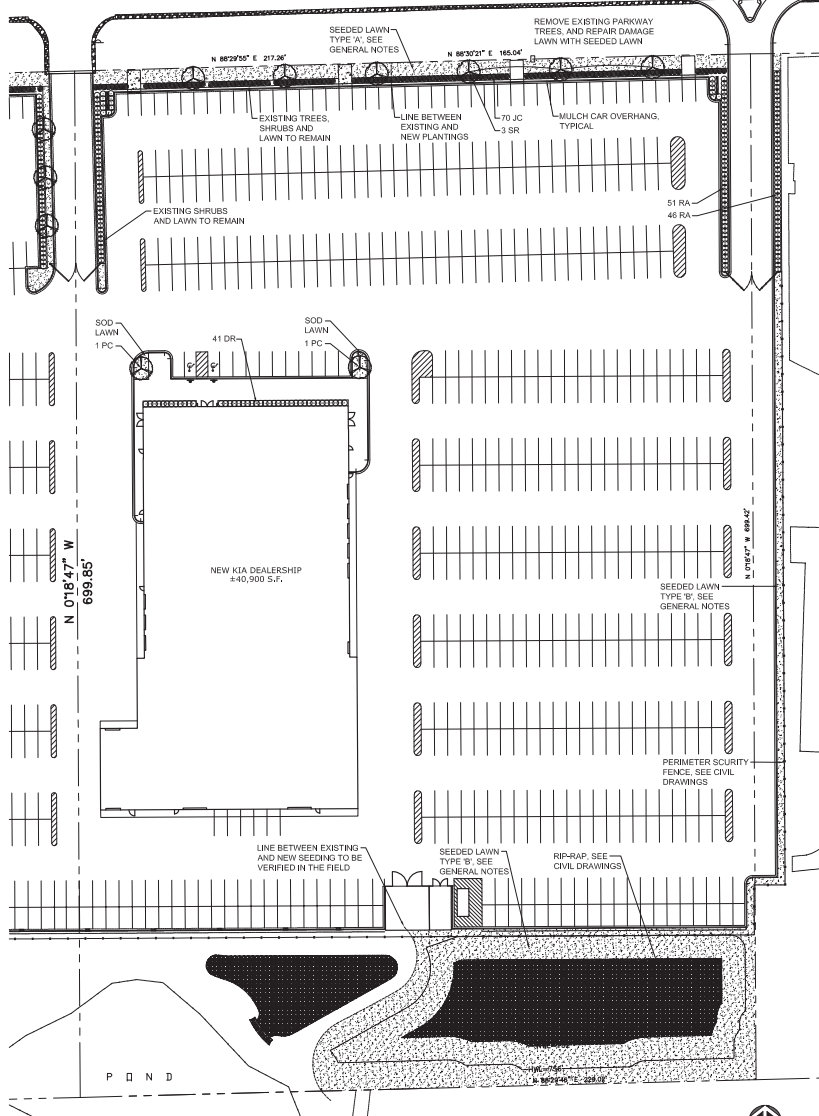 SEEDED LAWN
TYPE 'A', SEE
GENERAL NOTES
REMOVE EXISTING PARKWAY
TREES, AND REPAIR DAMAGE
LAWN WITH SEEDED LAWN
N 88°29'55" E 217.26'
N 88°30'21" E 165.04'
EXISTING TREES,
SHRUBS AND
LAWN TO REMAIN
LINE BETWEEN
EXISTING AND
NEW PLANTINGS
70 JC
3 SR
MULCH CAR OVERHANG,
TYPICAL
EXISTING SHRUBS
AND LAWN TO REMAIN
51 RA
46 RA
SOD
LAWN
1 PC
41 DR
SOD
LAWN
1 PC
N 0°18'47" W
699.85'
NEW KIA DEALERSHIP
±40,900 S.F.
N 0°18'47" W 699.42'
SEEDED LAWN
TYPE 'B', SEE
GENERAL NOTES
PERIMETER SCURITY
FENCE, SEE CIVIL
DRAWINGS
LINE BETWEEN EXISTING
AND NEW SEEDING TO BE
VERIFIED IN THE FIELD
SEEDED LAWN
TYPE 'B', SEE
GENERAL NOTES
RIP-RAP, SEE
CIVIL DRAWINGS
POND